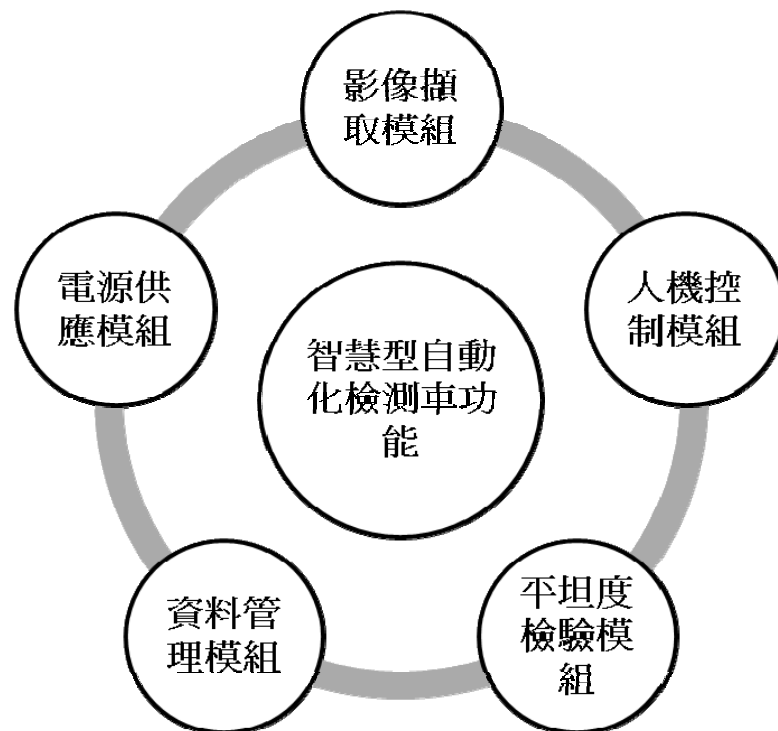 影像擷
取模組
電源供
應模組
人機控
制模組
智慧型自動
化檢測車功
能
資料管
理模組
平坦度
檢驗模
組